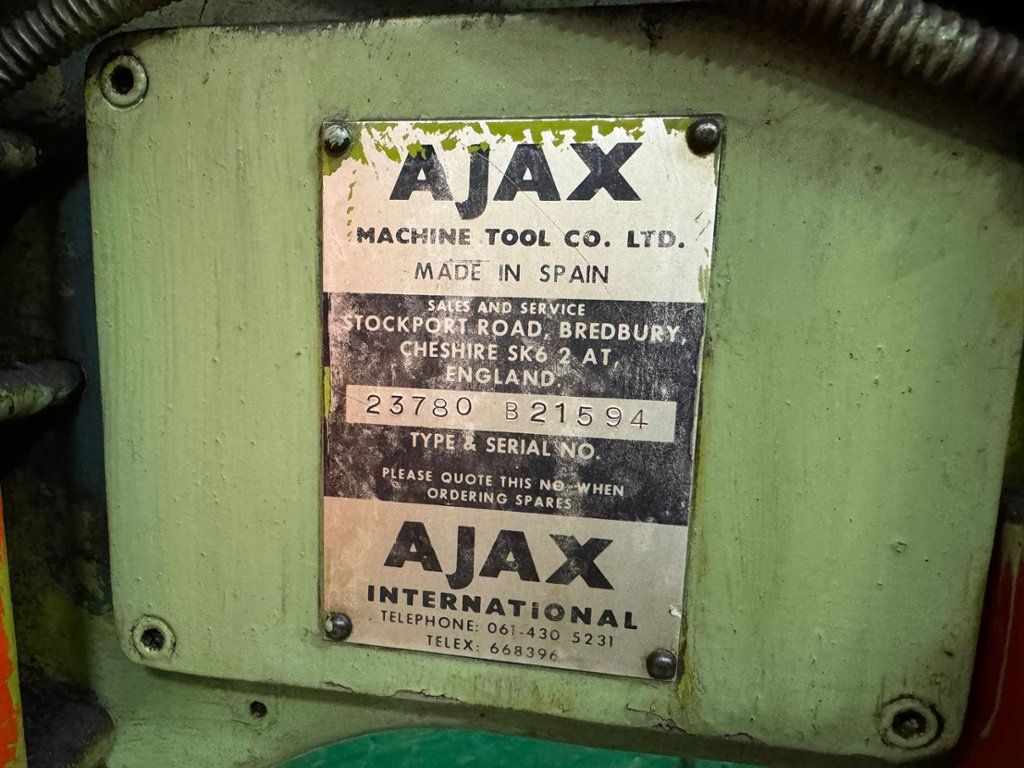 AJAX
MACHINE TOOL CO. LTD.
MADE IN SPAIN
SALES AND SERVICE
STOCKPORT ROAD, BREDBURY,
CHESHIRE SK6 2 AT,
ENGLAND.
23780 B21594
TYPE & SERIAL NO.
PLEASE QUOTE THIS NO. WHEN
ORDERING SPARES
AJAX
INTERNATIONAL
TELEPHONE: 061-430 5231
TELEX: 668396